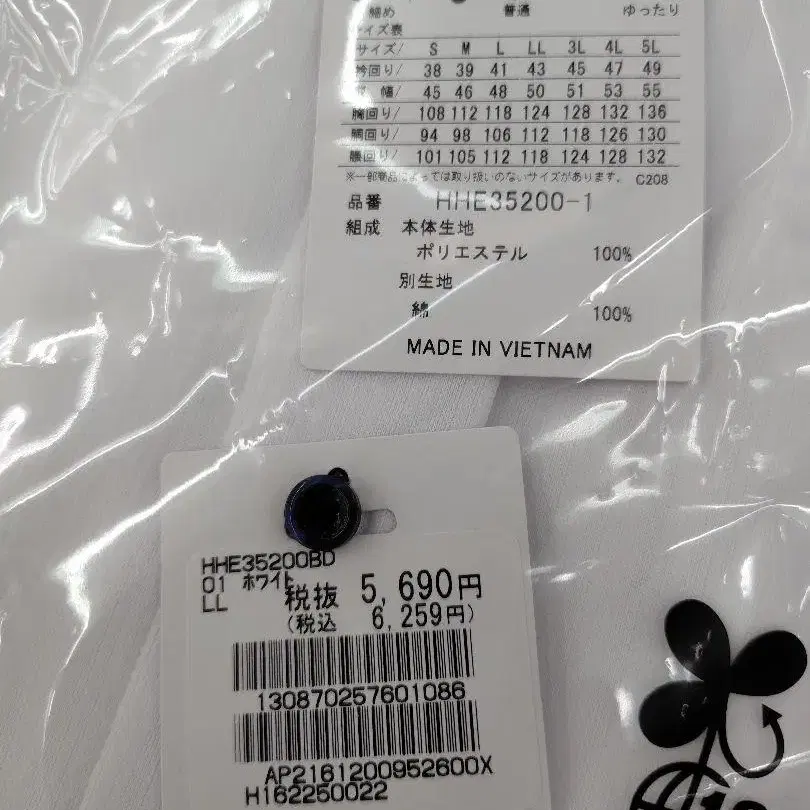 細め 普通 ゆったり
イズ表
サイズ/ S M L LL 3L 4L 5L
衿回り/ 38 39 41 43 45 47 49
幅/ 45 46 48 50 51 53 55
胸回り/ 108 112 118 124 128 132 136
胴回り/ 94 98 106 112 118 126 130
腰回り/ 101 105 112 118 124 128 132
※一部商品によっては取り扱いのないサイズがあります。 C208
品番 HHE35200-1
組成 本体生地
ポリエステル 100%
別生地
綿 100%
MADE IN VIETNAM
HHE35200BD
01 ホワイト
LL 税抜 5,690円
(税込 6,259円)
130870257601086
AP2161200952600X
H162250022